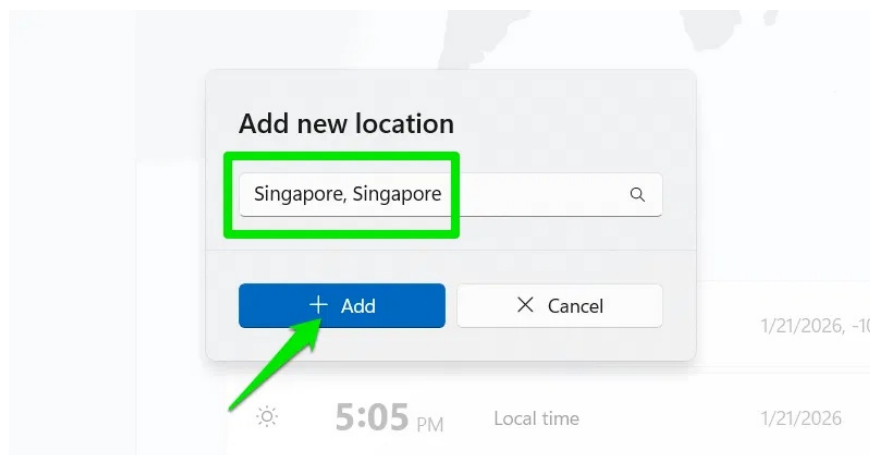 Add new location
Singapore, Singapore
Add
Cancel
1/21/2026, -10
5:05 PM
Local time
1/21/2026